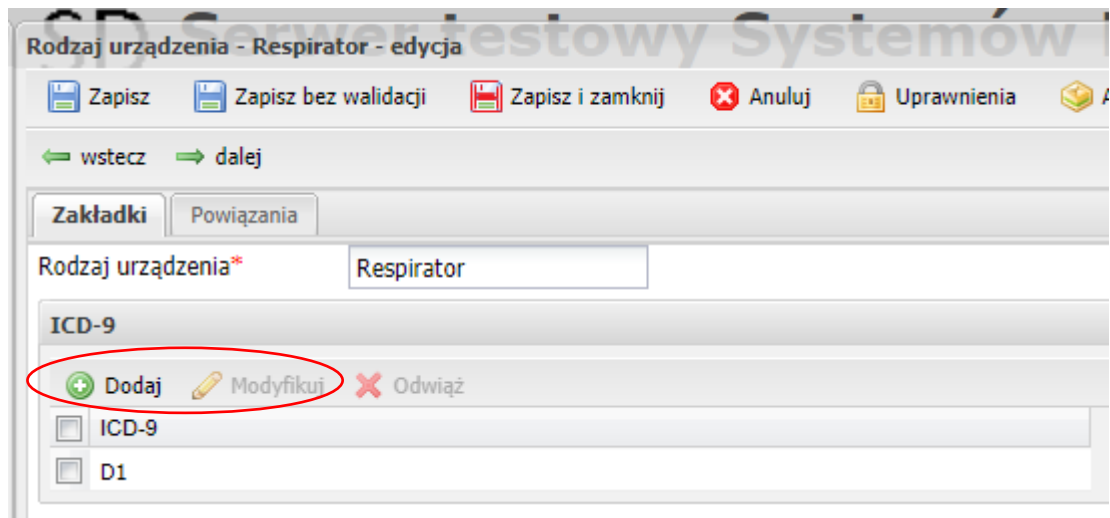 SD Serwer testowy Systemów
Rodzaj urządzenia - Respirator - edycja
Zapisz Zapisz bez walidacji Zapisz i zamknij Anuluj Uprawnienia A
wstecz dalej
Zakładki Powiązania
Rodzaj urządzenia* Respirator
ICD-9
Dodaj Modyfikuj Odwiąż
ICD-9
D1